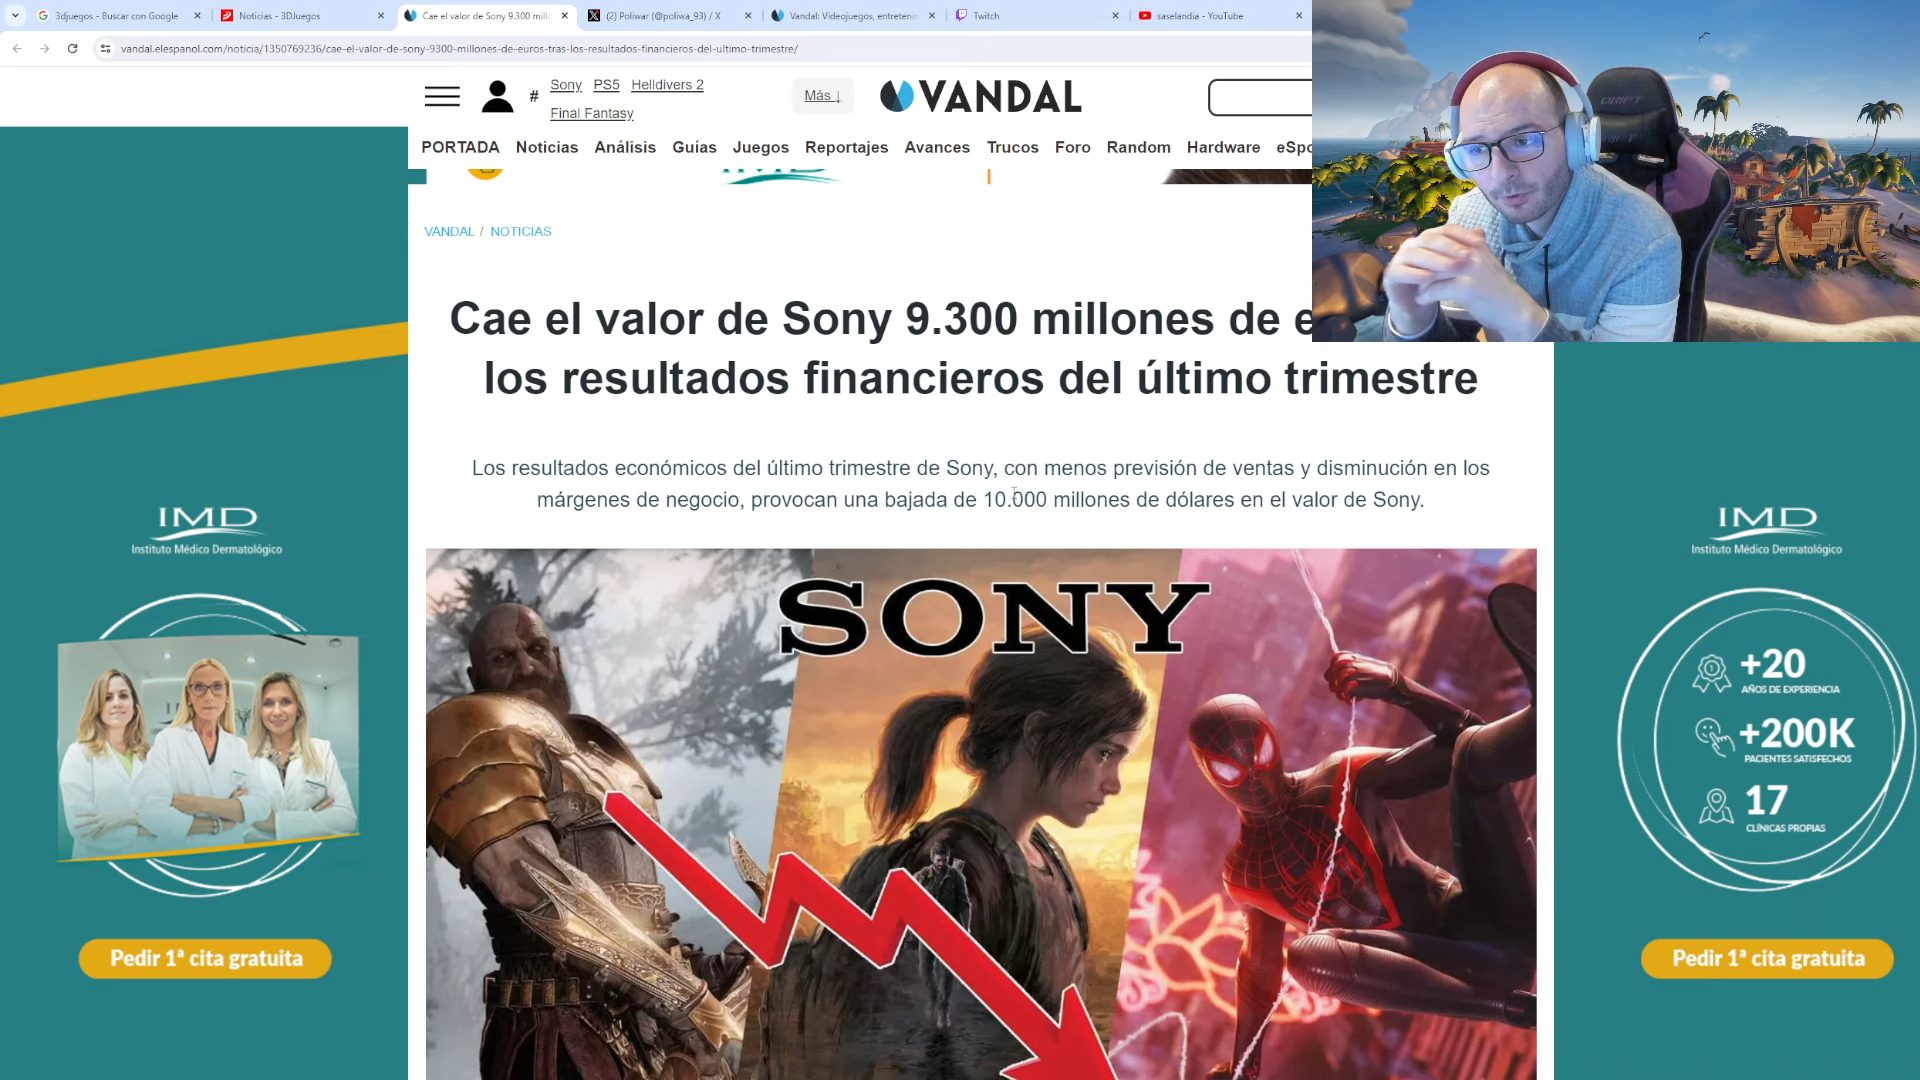 3djuegos - Buscar con Google
Noticias - 3DJuegos
Cae el valor de Sony 9.300 mill
(2) Poliwar (@poliwa_93) / X
Vandal: Videojuegos, entreteni
Twitch
saselandia - YouTube
vandal.elespanol.com/noticia/1350769236/cae-el-valor-de-sony-9300-millones-de-euros-tras-los-resultados-financieros-del-ultimo-trimestre/
# Sony PS5 Helldivers 2
Final Fantasy
Más ↓
VANDAL
PORTADA Noticias Análisis Guías Juegos Reportajes Avances Trucos Foro Random Hardware eSpo
VANDAL / NOTICIAS
Cae el valor de Sony 9.300 millones de e
los resultados financieros del último trimestre
Los resultados económicos del último trimestre de Sony, con menos previsión de ventas y disminución en los
márgenes de negocio, provocan una bajada de 10.000 millones de dólares en el valor de Sony.
SONY
IMD
Instituto Médico Dermatológico
Pedir 1ª cita gratuita
IMD
Instituto Médico Dermatológico
+20
AÑOS DE EXPERIENCIA
+200K
PACIENTES SATISFECHOS
17
CLÍNICAS PROPIAS
Pedir 1ª cita gratuita
DRIFT